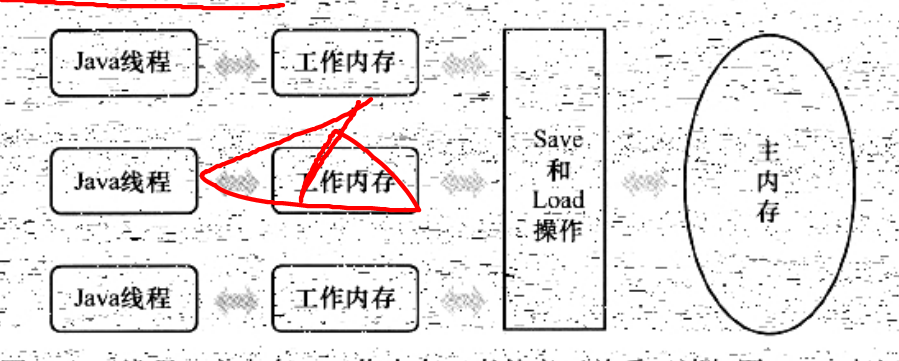 Java线程
工作内存
Java线程
工作内存
Java线程
工作内存
Save
和
Load
操作
主
内
存